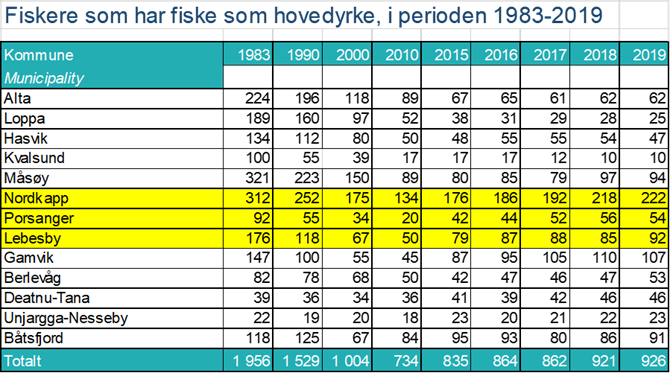 Fiskere som har fiske som hovedyrke, i perioden 1983-2019
Kommune 1983 1990 2000 2010 2015 2016 2017 2018 2019
Municipality
Alta 224 196 118 89 67 65 61 62 62
Loppa 189 160 97 52 38 31 29 28 25
Hasvik 134 112 80 50 48 55 55 54 47
Kvalsund 100 55 39 17 17 17 12 10 10
Måsøy 321 223 150 89 80 85 79 97 94
Nordkapp 312 252 175 134 176 186 192 218 222
Porsanger 92 55 34 20 42 44 52 56 54
Lebesby 176 118 67 50 79 87 88 85 92
Gamvik 147 100 55 45 87 95 105 110 107
Berlevåg 82 78 68 50 42 47 46 47 53
Deatnu-Tana 39 36 34 36 41 39 42 46 46
Unjargga-Nesseby 22 19 20 18 23 20 21 22 23
Båtsfjord 118 125 67 84 95 93 80 86 91
Totalt 1 956 1 529 1 004 734 835 864 862 921 926